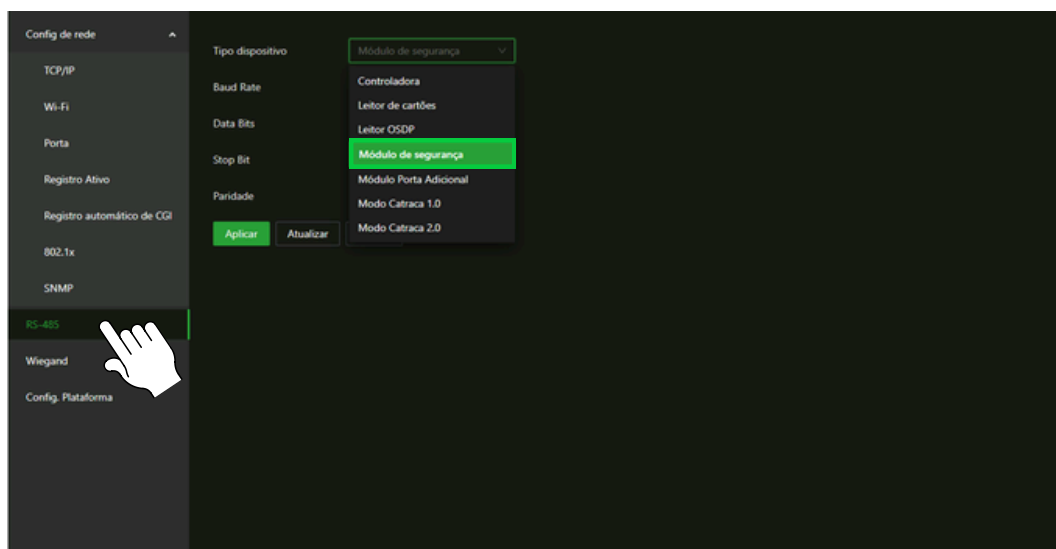 Config de rede
TCP/IP
Wi-Fi
Porta
Registro Ativo
Registro automático de CGI
802.1x
SNMP
RS-485
Wiegand
Config. Plataforma
Tipo dispositivo
Módulo de segurança
Baud Rate
Data Bits
Stop Bit
Paridade
Controladora
Leitor de cartões
Leitor OSDP
Módulo de segurança
Módulo Porta Adicional
Modo Catraca 1.0
Modo Catraca 2.0
Aplicar
Atualizar